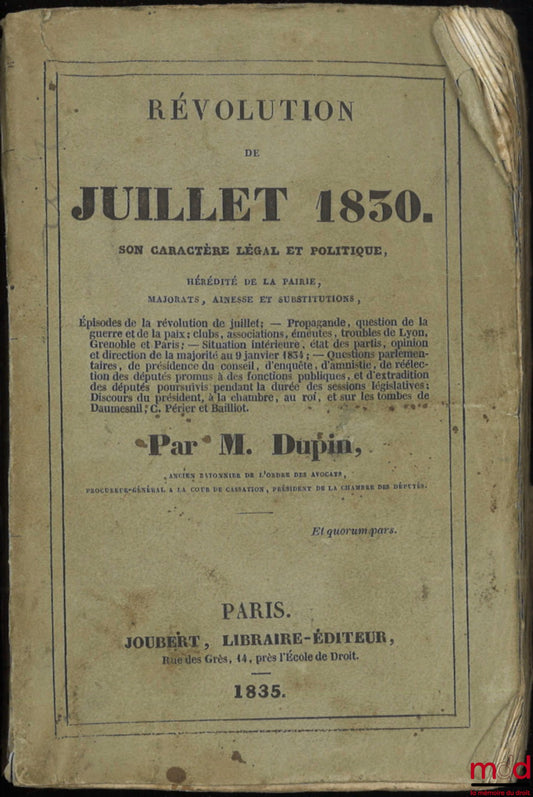 RÉVOLUTION
DE
JUILLET 1830.
SON CARACTÈRE LÉGAL ET POLITIQUE,
HÉRÉDITÉ DE LA PAIRIE,
MAJORATS, AINESSE ET SUBSTITUTIONS,
Épisodes de la révolution de juillet; — Propagande, question de la
guerre et de la paix; clubs, associations, émeutes, troubles de Lyon,
Grenoble et Paris; — Situation intérieure, état des partis, opinion
et direction de la majorité au 9 janvier 1834; — Questions parlemen-
taires, de présidence du conseil, d'enquête, d'amnistie, de réélec-
tion des députés promus à des fonctions publiques, et d'extradition
des députés poursuivis pendant la durée des sessions législatives;
Discours du président, à la chambre, au roi, et sur les tombes de
Daumesnil, C. Périer et Bailliot.
Par M. Dupin,
ANCIEN BATONNIER DE L'ORDRE DES AVOCATS,
PROCUREUR-GÉNÉRAL A LA COUR DE CASSATION, PRÉSIDENT DE LA CHAMBRE DES DÉPUTÉS.
Et quorum pars.
PARIS.
JOUBERT, LIBRAIRE-ÉDITEUR,
Rue des Grès, 14, près l'École de Droit.
1835.
mod
la mémoire du droit